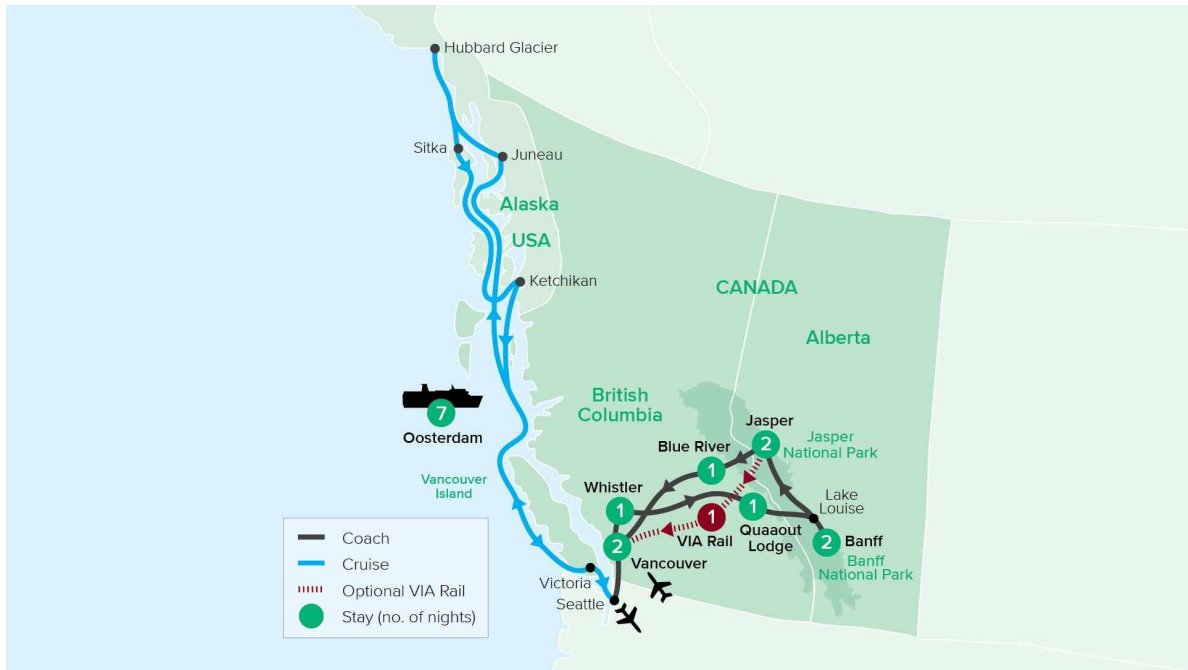 Hubbard Glacier
Sitka
Juneau
Alaska
USA
Ketchikan
CANADA
Alberta
British
Columbia
7
Oosterdam
Vancouver
Island
Jasper
2
Jasper
National Park
Blue River
1
Whistler
1
1
VIA Rail
1
Quaaout
Lodge
Lake
Louise
2
Banff
Banff
National Park
2
Vancouver
Victoria
Seattle
Coach
Cruise
Optional VIA Rail
Stay (no. of nights)